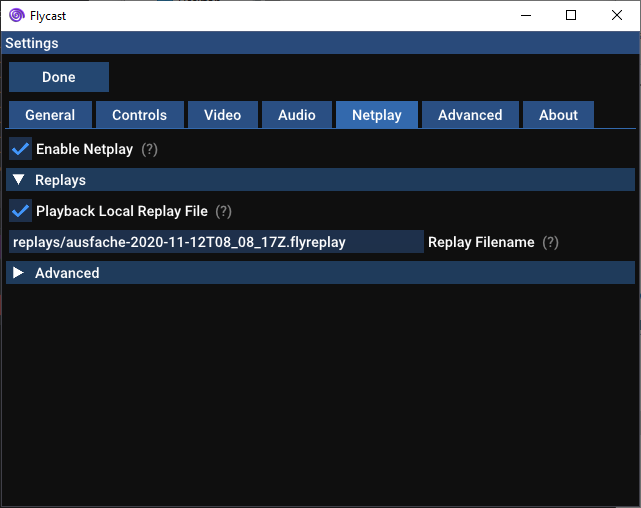 Flycast
Settings
Done
General Controls Video Audio Netplay Advanced About
Enable Netplay (?)
Replays
Playback Local Replay File (?)
replays/ausfache-2020-11-12T08_08_17Z.flyreplay Replay Filename (?)
Advanced